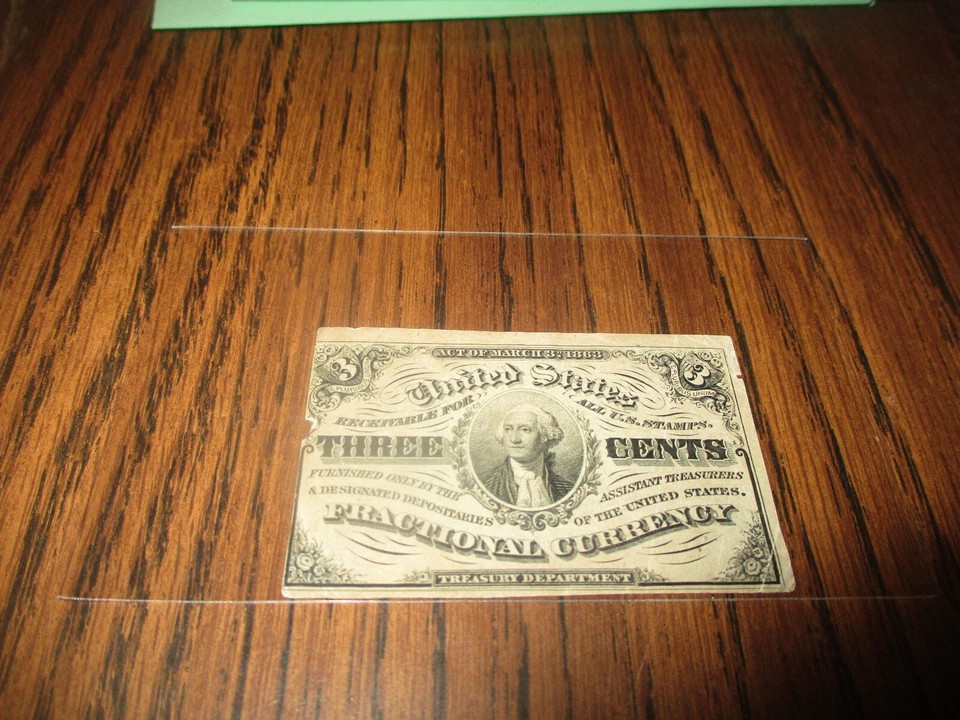 ACT OF MARCH 3ᴰ 1863
3 3
United States
RECEIVABLE FOR ALL U.S. STAMPS.
THREE CENTS
FURNISHED ONLY BY THE ASSISTANT TREASURERS
& DESIGNATED DEPOSITARIES OF THE UNITED STATES.
FRACTIONAL CURRENCY
TREASURY DEPARTMENT